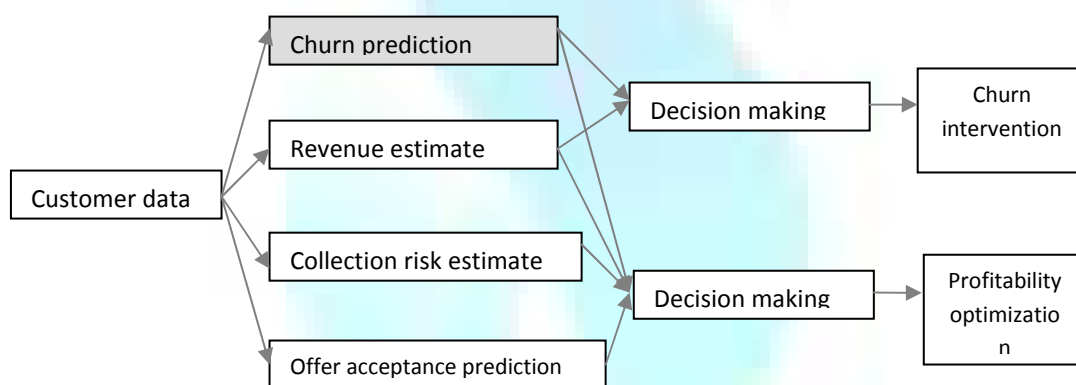 Churn prediction
Revenue estimate
Customer data
Collection risk estimate
Offer acceptance prediction
Decision making
Decision making
Churn
intervention
Profitability
optimizatio
n